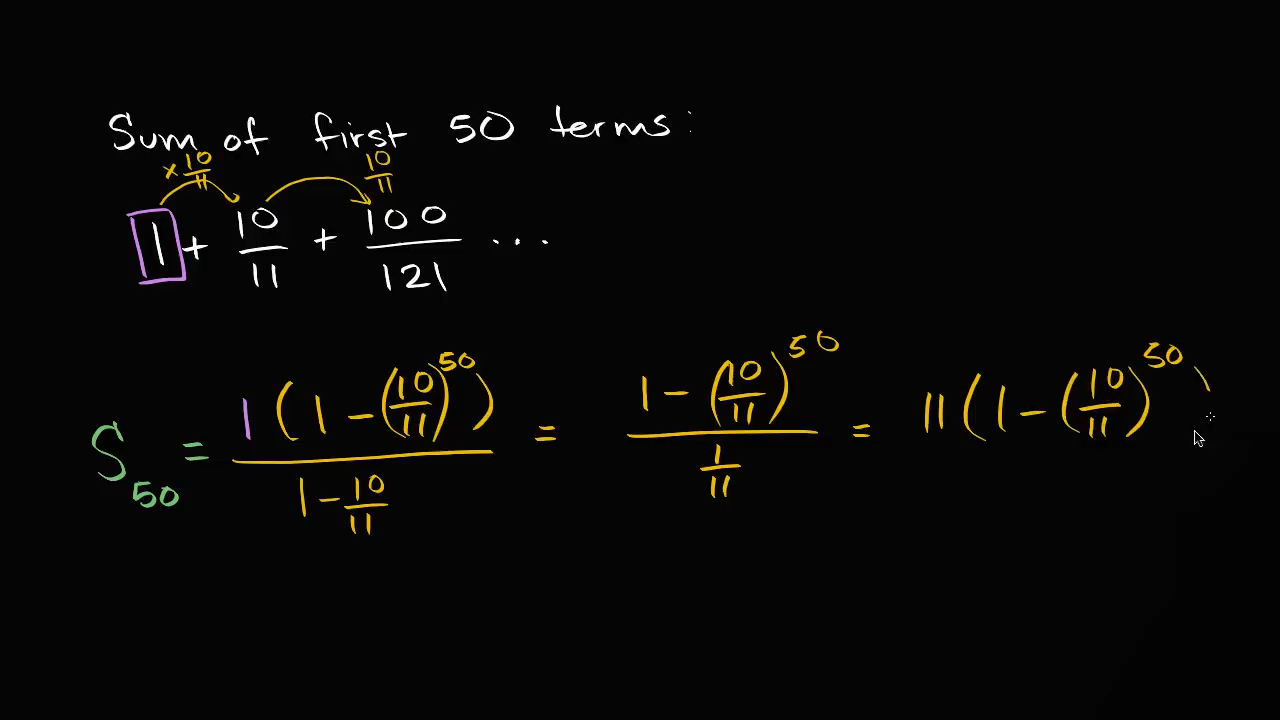 Sum of first 50 terms:
×10/11 10/11
1 + 10/11 + 100/121 ...
S₅₀ = 1(1-(10/11)⁵⁰)/(1-10/11) = (1-(10/11)⁵⁰)/(1/11) = 11(1-(10/11)⁵⁰)